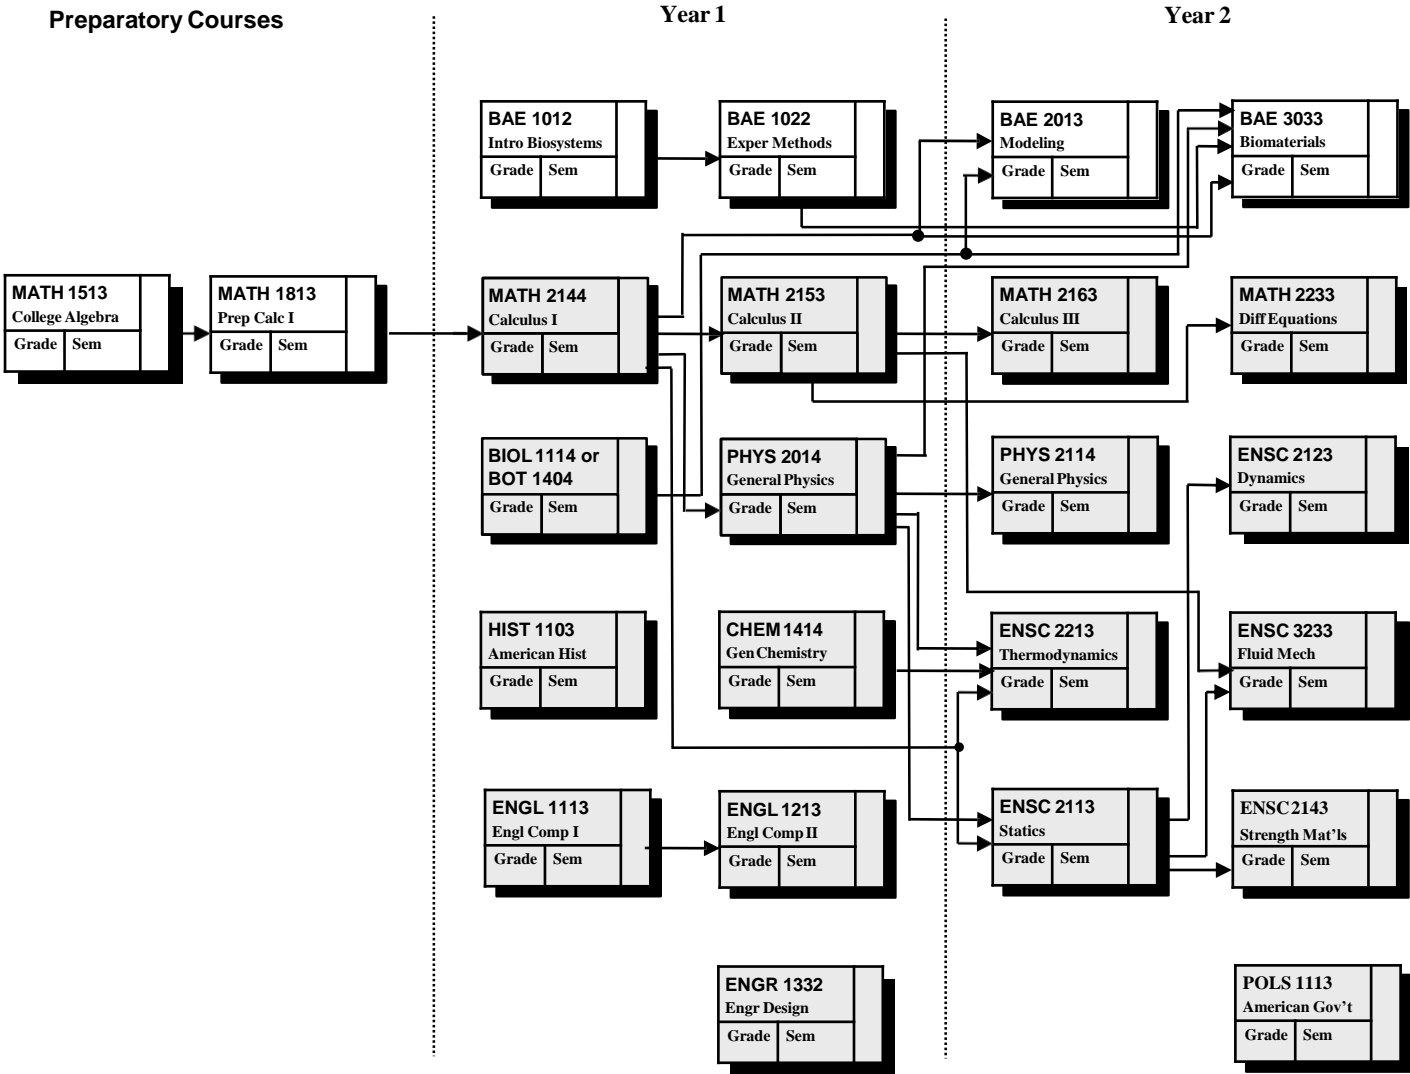 Preparatory Courses
Year 1
Year 2
BAE 1012
Intro Biosystems
Grade Sem
BAE 1022
Exper Methods
Grade Sem
BAE 2013
Modeling
Grade Sem
BAE 3033
Biomaterials
Grade Sem
MATH 1513
College Algebra
Grade Sem
MATH 1813
Prep Calc I
Grade Sem
MATH 2144
Calculus I
Grade Sem
MATH 2153
Calculus II
Grade Sem
MATH 2163
Calculus III
Grade Sem
MATH 2233
Diff Equations
Grade Sem
BIOL 1114 or
BOT 1404
Grade Sem
PHYS 2014
General Physics
Grade Sem
PHYS 2114
General Physics
Grade Sem
ENSC 2123
Dynamics
Grade Sem
HIST 1103
American Hist
Grade Sem
CHEM 1414
Gen Chemistry
Grade Sem
ENSC 2213
Thermodynamics
Grade Sem
ENSC 3233
Fluid Mech
Grade Sem
ENGL 1113
Engl Comp I
Grade Sem
ENGL 1213
Engl Comp II
Grade Sem
ENSC 2113
Statics
Grade Sem
ENSC 2143
Strength Mat’ls
Grade Sem
ENGR 1332
Engr Design
Grade Sem
POLS 1113
American Gov’t
Grade Sem